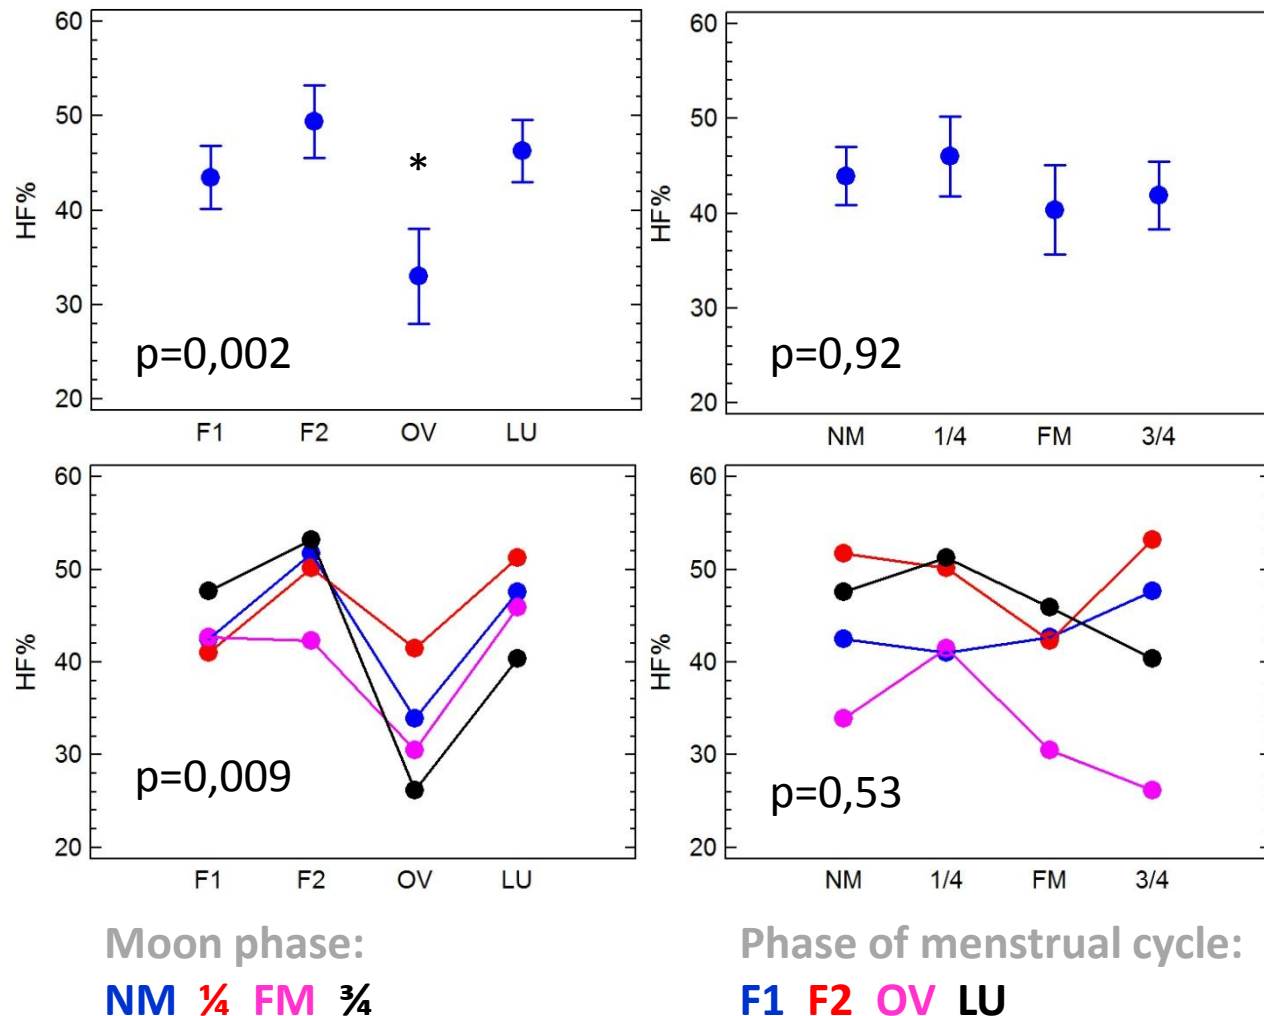 60
50
40
30
20
HF%
*
p=0,002
F1 F2 OV LU
60
50
40
30
20
HF%
p=0,92
NM 1/4 FM 3/4
60
50
40
30
20
HF%
p=0,009
F1 F2 OV LU
60
50
40
30
20
HF%
p=0,53
NM 1/4 FM 3/4
Moon phase:
NM ¼ FM ¾
Phase of menstrual cycle:
F1 F2 OV LU